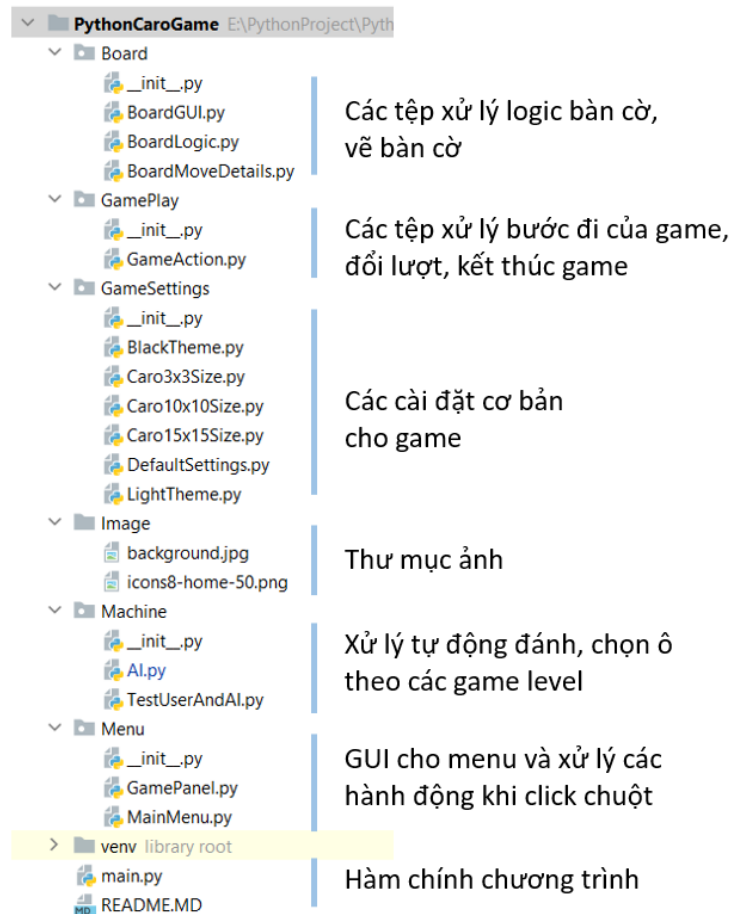 PythonCaroGame E:\PythonProject\Pyth
Board
__init__.py
BoardGUI.py
BoardLogic.py
BoardMoveDetails.py
Các tệp xử lý logic bàn cờ,
vẽ bàn cờ
GamePlay
__init__.py
GameAction.py
Các tệp xử lý bước đi của game,
đổi lượt, kết thúc game
GameSettings
__init__.py
BlackTheme.py
Caro3x3Size.py
Caro10x10Size.py
Caro15x15Size.py
DefaultSettings.py
LightTheme.py
Các cài đặt cơ bản
cho game
Image
background.jpg
icons8-home-50.png
Thư mục ảnh
Machine
__init__.py
AI.py
TestUserAndAI.py
Xử lý tự động đánh, chọn ô
theo các game level
Menu
__init__.py
GamePanel.py
MainMenu.py
GUI cho menu và xử lý các
hành động khi click chuột
venv library root
main.py
Hàm chính chương trình
MD README.MD